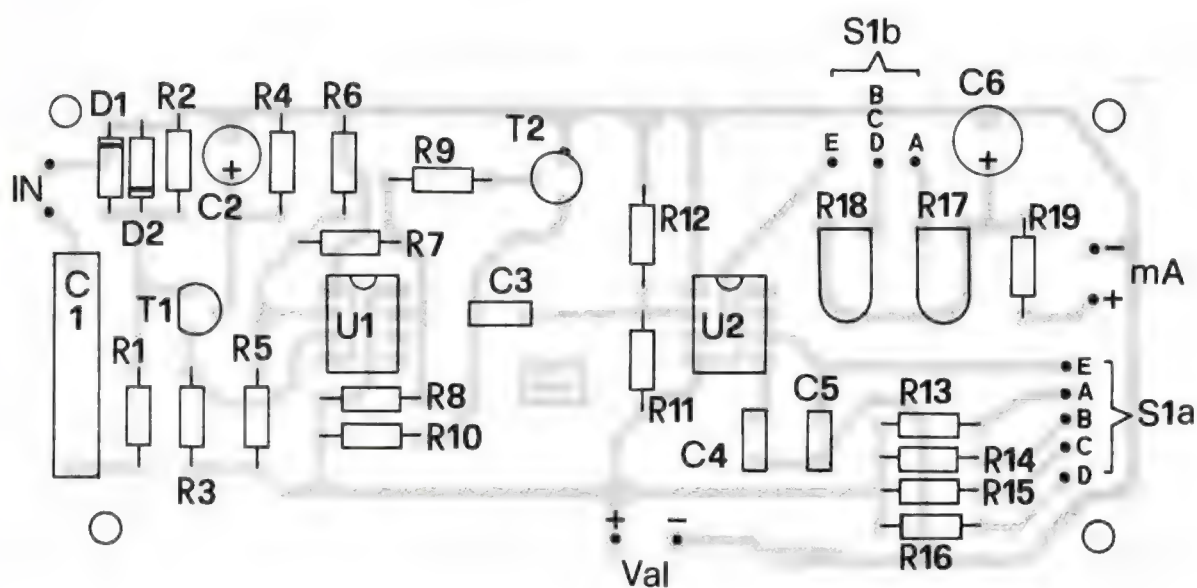 S1b
D1
R2
R4
R6
T2
B
C
E
D
A
C6
R9
+
+
IN
D2
C2
R7
R12
R18
R17
R19
-
mA
+
C
1
T1
U1
C3
U2
R1
R5
R11
C5
R13
E
A
B
C
D
S1a
R8
R10
C4
R14
R15
R3
R16
+
-
Val